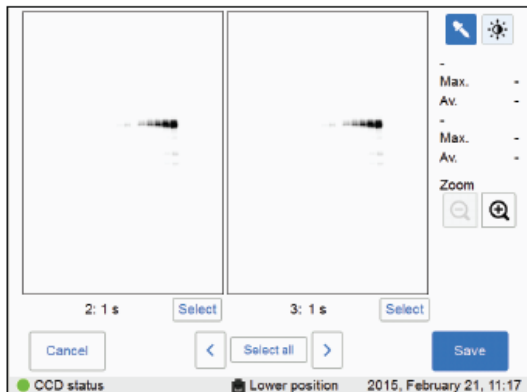 -
Max. -
Av. -
-
Max. -
Av. -
Zoom
2: 1 s Select 3: 1 s Select
Cancel < Select all > Save
CCD status Lower position 2015, February 21, 11:17